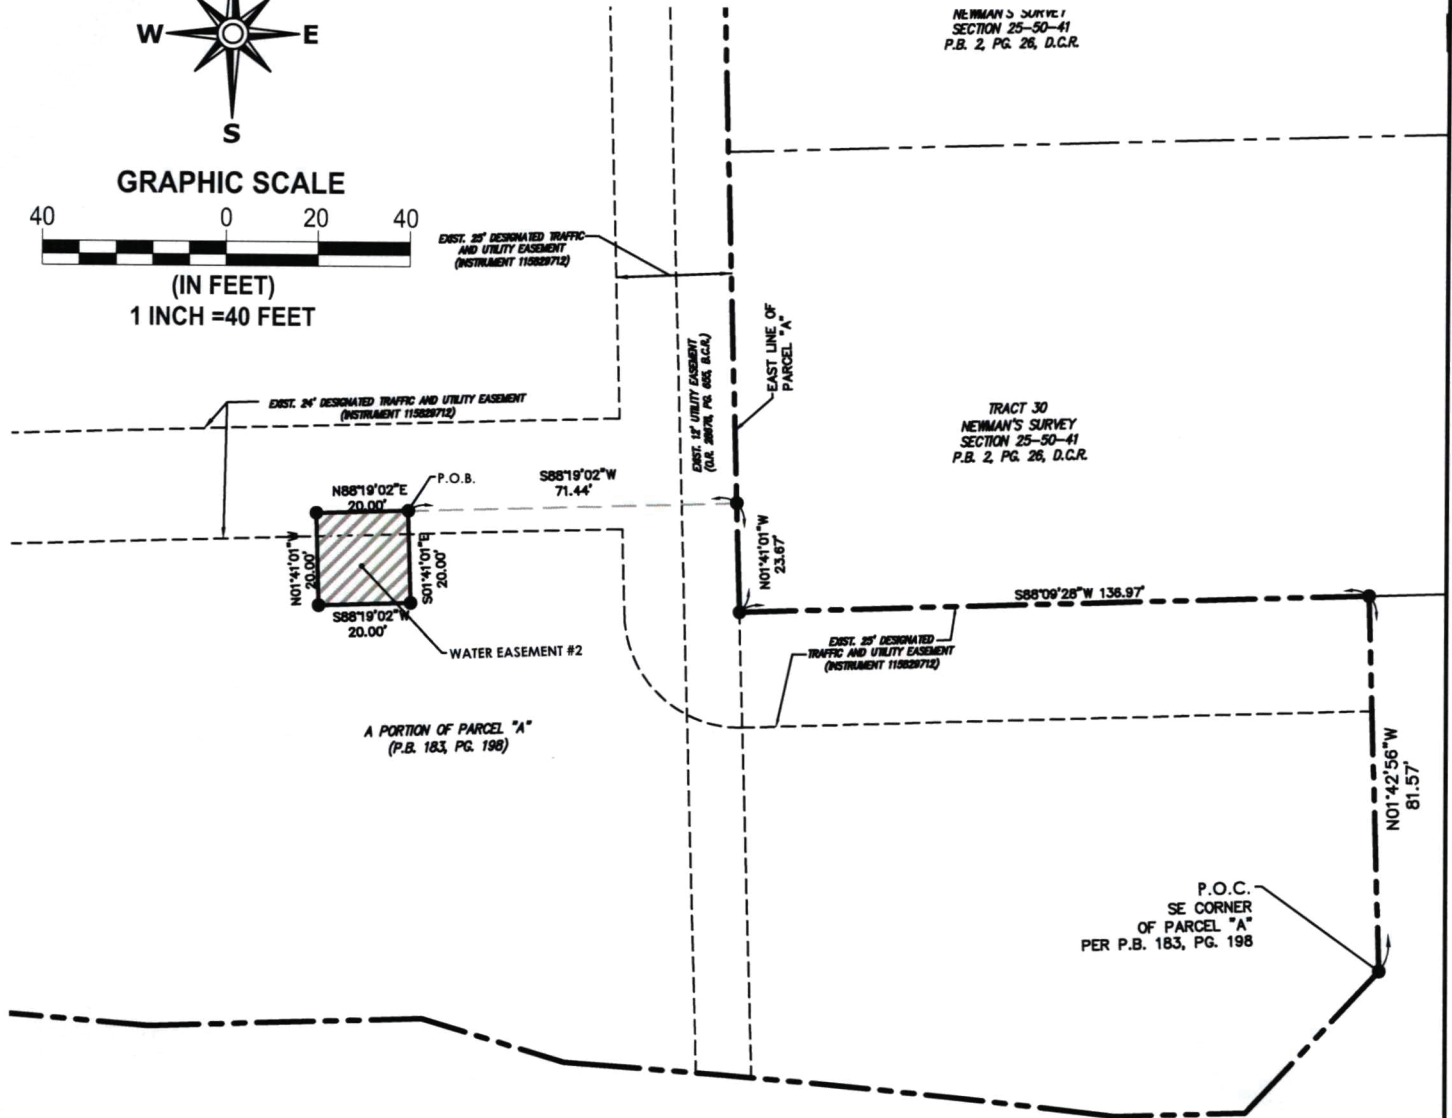 NEWMAN'S SURVEY
SECTION 25-50-41
P.B. 2, PG. 26, D.C.R.
W
E
S
GRAPHIC SCALE
40 0 20 40
(IN FEET)
1 INCH =40 FEET
EXIST. 25' DESIGNATED TRAFFIC
AND UTILITY EASEMENT
(INSTRUMENT 115829712)
EAST LINE OF
PARCEL "A"
EXIST. 12' UTILITY EASEMENT
(O.R. 28676, PG. 655, B.C.R.)
EXIST. 24' DESIGNATED TRAFFIC AND UTILITY EASEMENT
(INSTRUMENT 115829712)
TRACT 30
NEWMAN'S SURVEY
SECTION 25-50-41
P.B. 2, PG. 26, D.C.R.
P.O.B.
S88°19'02"W
71.44'
N88°19'02"E
20.00'
N01°41'01"W
20.00'
S01°41'01"E
20.00'
S88°19'02"W
20.00'
N01°41'01"W
23.67'
S88°09'28"W 136.97'
WATER EASEMENT #2
EXIST. 25' DESIGNATED
TRAFFIC AND UTILITY EASEMENT
(INSTRUMENT 115829712)
A PORTION OF PARCEL "A"
(P.B. 183, PG. 198)
N01°42'56"W
81.57'
P.O.C.
SE CORNER
OF PARCEL "A"
PER P.B. 183, PG. 198